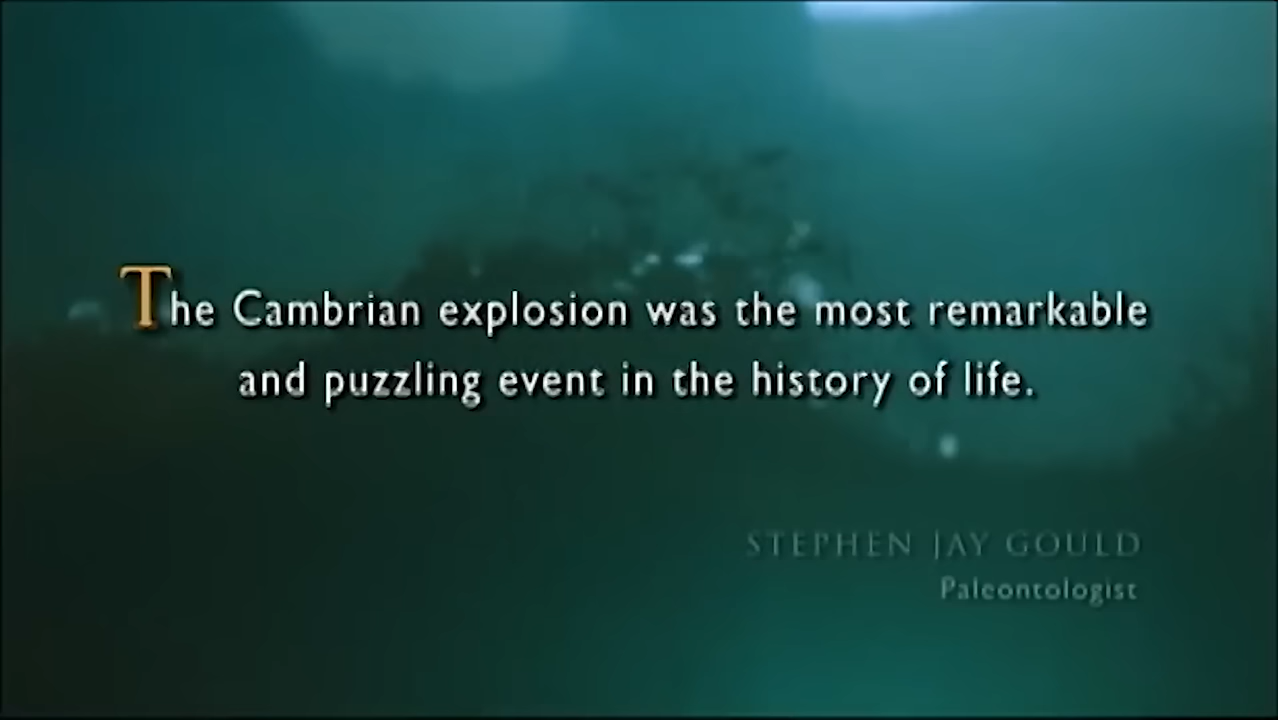 The Cambrian explosion was the most remarkable
and puzzling event in the history of life.
STEPHEN JAY GOULD
Paleontologist